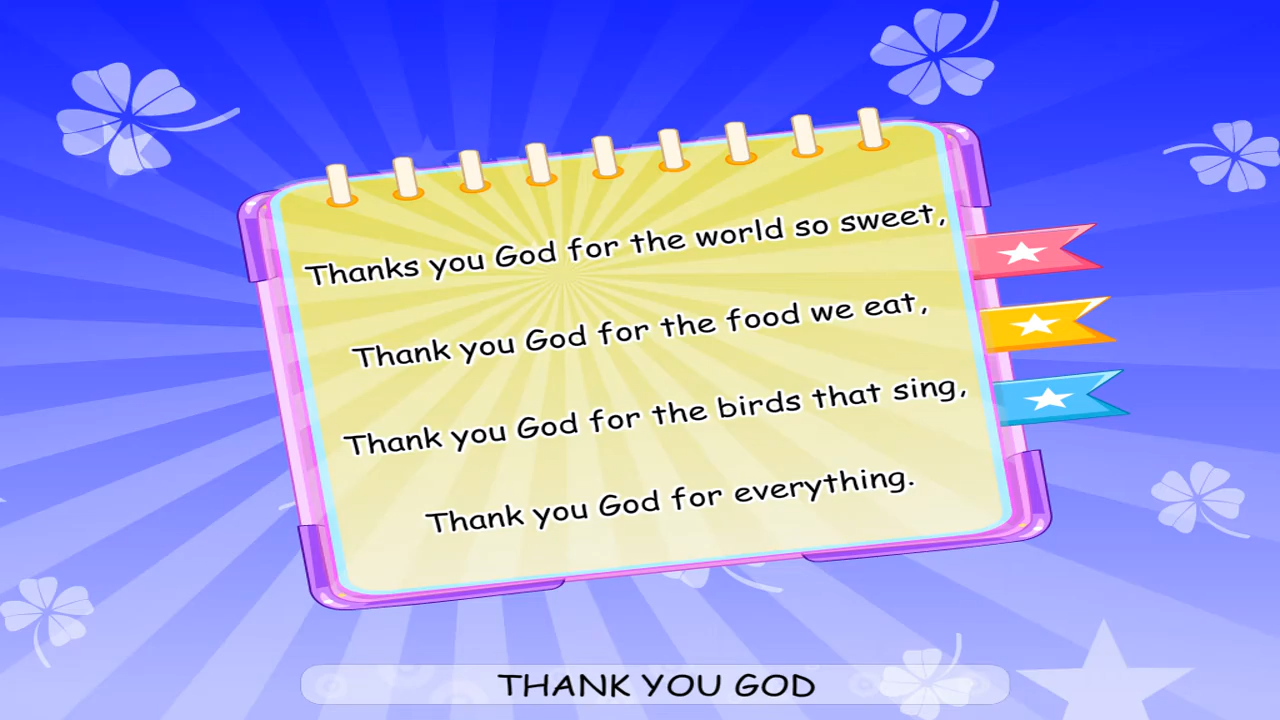 Thanks you God for the world so sweet,
Thank you God for the food we eat,
Thank you God for the birds that sing,
Thank you God for everything.
THANK YOU GOD